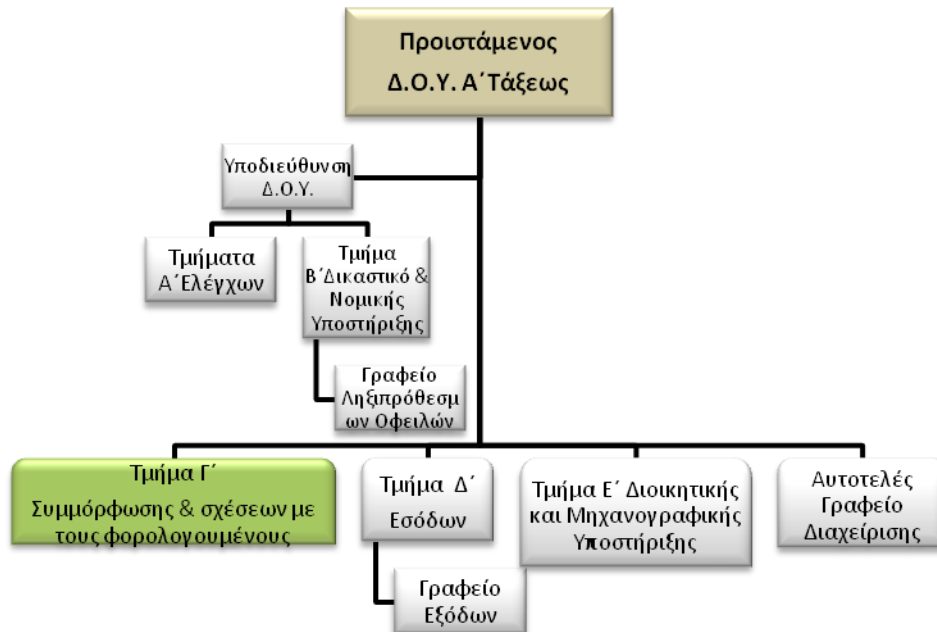 Προιστάμενος
Δ.Ο.Υ. Α΄Τάξεως
Υποδιεύθυνση
Δ.Ο.Υ.
Τμήματα
Α΄Ελέγχων
Τμήμα
Β΄Δικαστικό &
Νομικής
Υποστήριξης
Γραφείο
Ληξιπρόθεσμ
ων Οφειλών
Τμήμα Γ΄
Συμμόρφωσης & σχέσεων με
τους φορολογουμένους
Τμήμα Δ΄
Εσόδων
Τμήμα Ε΄ Διοικητικής
και Μηχανογραφικής
Υποστήριξης
Αυτοτελές
Γραφείο
Διαχείρισης
Γραφείο
Εξόδων